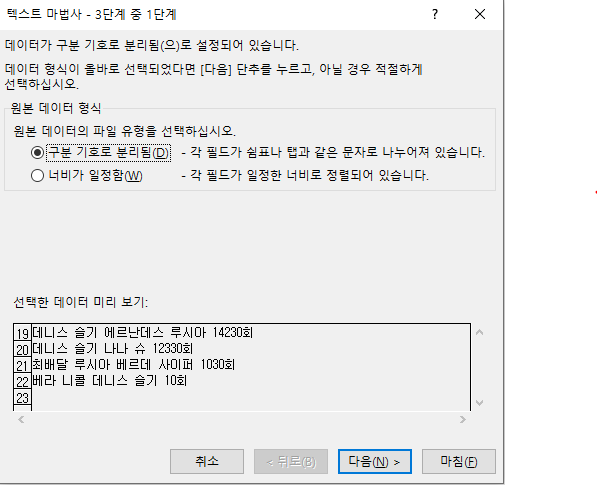 텍스트 마법사 - 3단계 중 1단계
데이터가 구분 기호로 분리됨(으)로 설정되어 있습니다.
데이터 형식이 올바로 선택되었다면 [다음] 단추를 누르고, 아닐 경우 적절하게
선택하십시오.
원본 데이터 형식
원본 데이터의 파일 유형을 선택하십시오.
구분 기호로 분리됨(D) - 각 필드가 쉼표나 탭과 같은 문자로 나누어져 있습니다.
너비가 일정함(W) - 각 필드가 일정한 너비로 정렬되어 있습니다.
선택한 데이터 미리 보기:
19 데니스 슬기 에르난데스 루시아 14230회
20 데니스 슬기 나나 슈 12330회
21 최배달 루시아 베르데 사이퍼 1030회
22 베라 니콜 데니스 슬기 10회
23
취소 < 뒤로(B) 다음(N) > 마침(F)